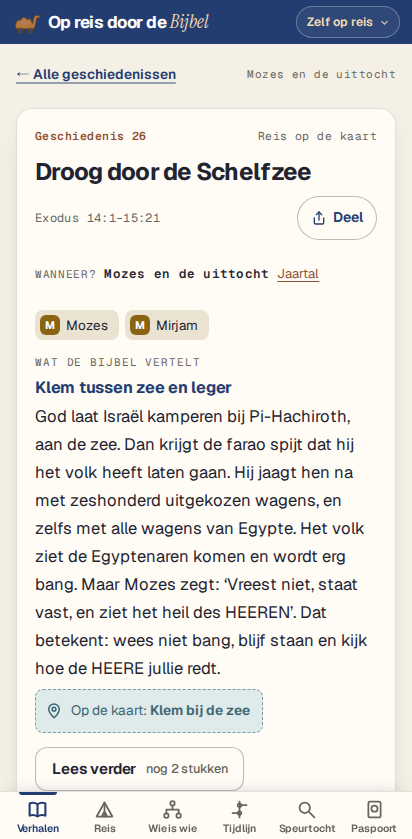 Op reis door de Bijbel
Zelf op reis
← Alle geschiedenissen
Mozes en de uittocht
Geschiedenis 26
Reis op de kaart
Droog door de Schelfzee
Exodus 14:1–15:21
Deel
WANNEER? Mozes en de uittocht Jaartal
M Mozes
M Mirjam
WAT DE BIJBEL VERTELT
Klem tussen zee en leger
God laat Israël kamperen bij Pi-Hachiroth,
aan de zee. Dan krijgt de farao spijt dat hij
het volk heeft laten gaan. Hij jaagt hen na
met zeshonderd uitgekozen wagens, en
zelfs met alle wagens van Egypte. Het volk
ziet de Egyptenaren komen en wordt erg
bang. Maar Mozes zegt: ‘Vreest niet, staat
vast, en ziet het heil des HEEREN’. Dat
betekent: wees niet bang, blijf staan en kijk
hoe de HEERE jullie redt.
Op de kaart: Klem bij de zee
Lees verder nog 2 stukken
Verhalen
Reis
Wie is wie
Tijdlijn
Speurtocht
Paspoort